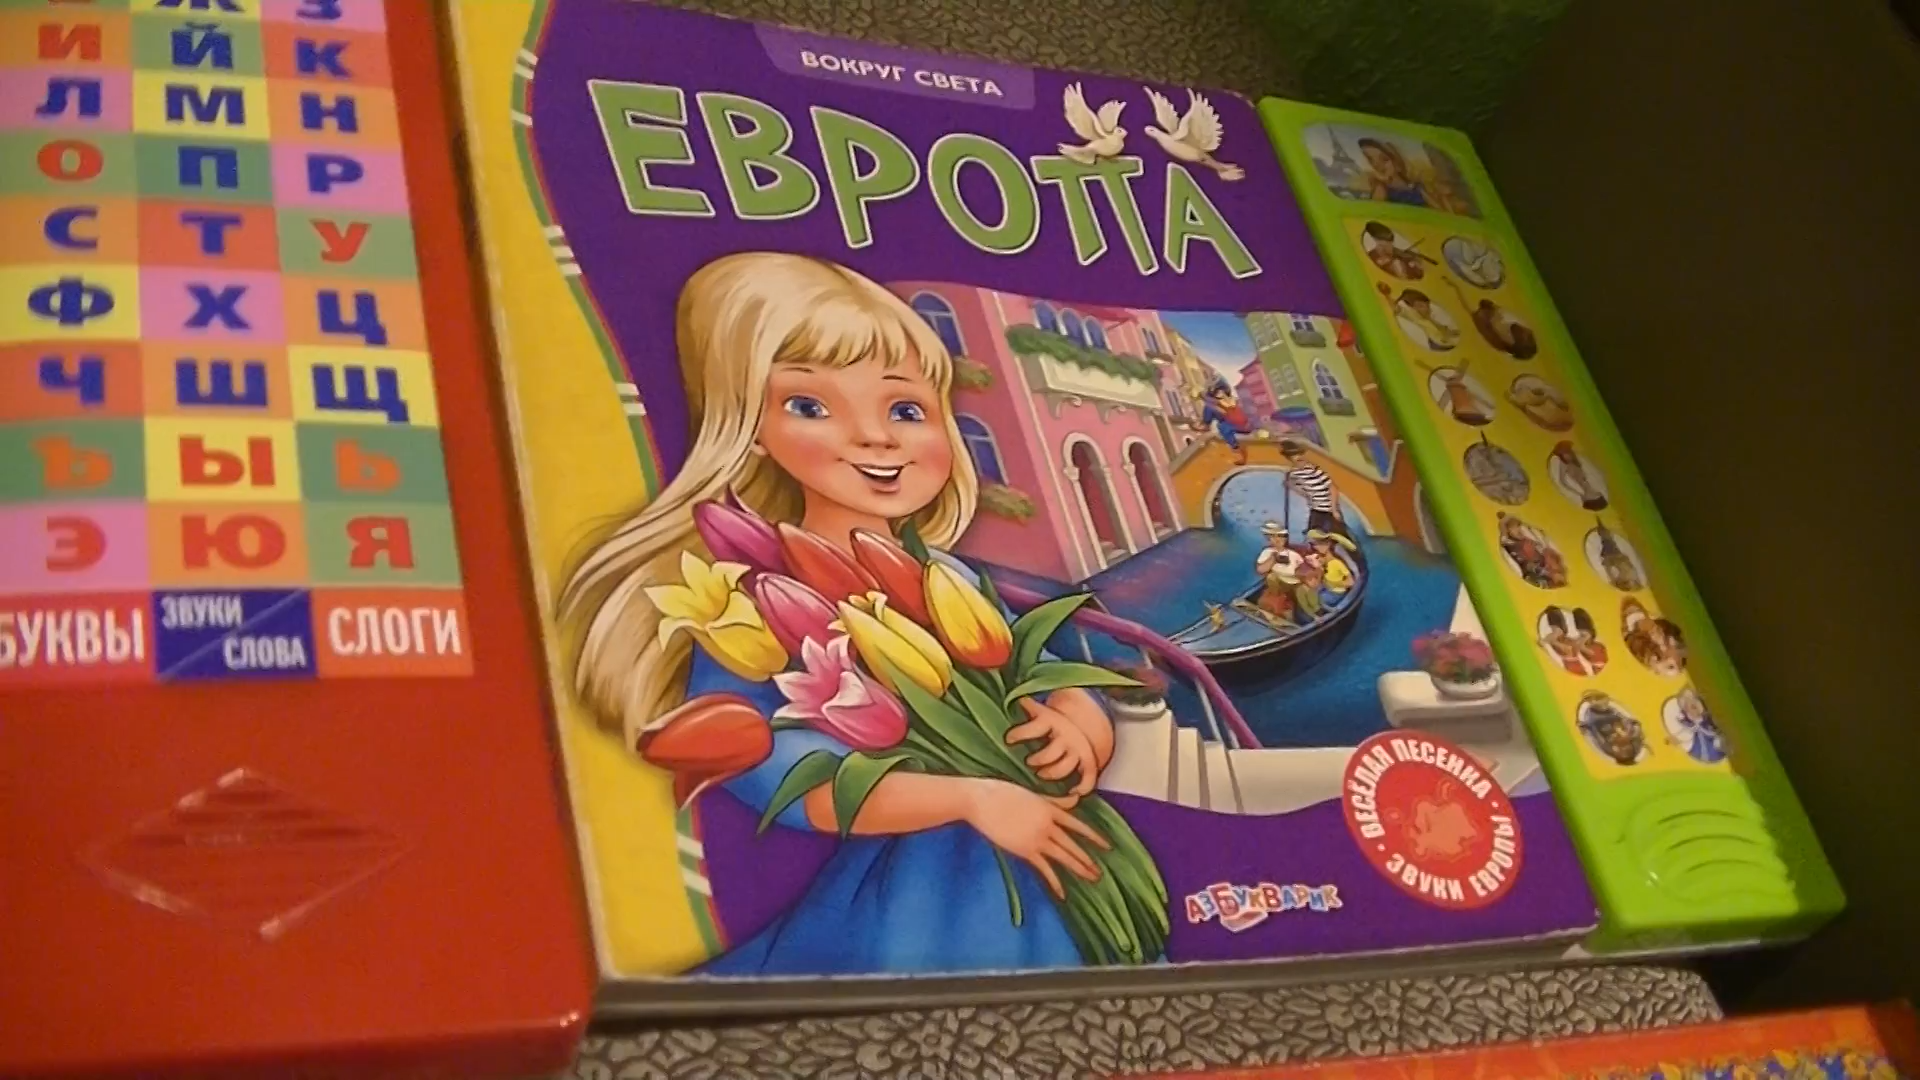 Ж З
И Й К
Л М Н
О П Р
С Т У
Ф Х Ц
Ч Ш Щ
Ъ Ы Ь
Э Ю Я
БУКВЫ ЗВУКИ СЛОВА СЛОГИ
ВОКРУГ СВЕТА
ЕВРОПА
ВЕСЁЛАЯ ПЕСЕНКА
ЗВУКИ ЕВРОПЫ
АЗБУКВАРИК